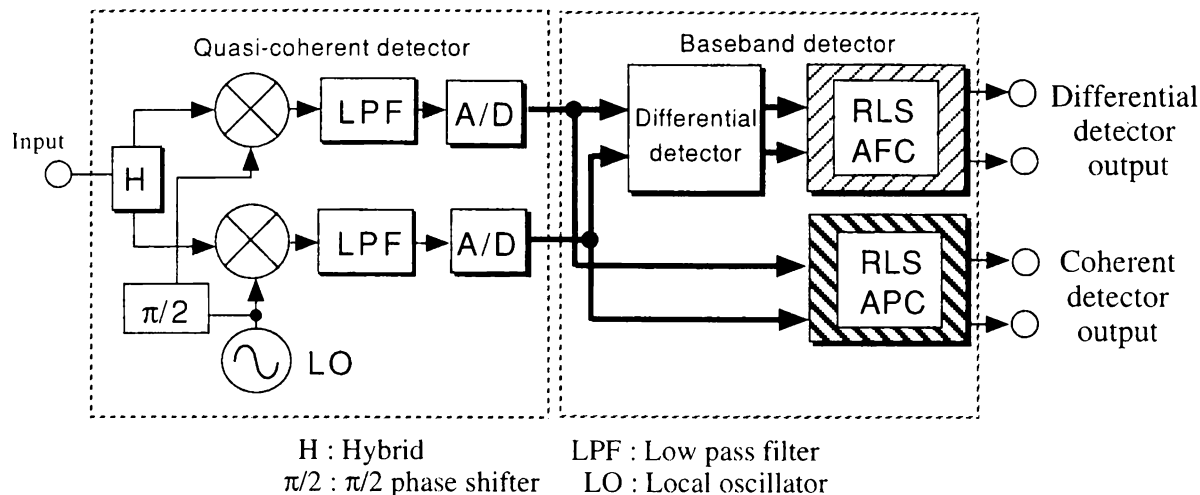 Quasi-coherent detector
Baseband detector
Input
H
LPF
A/D
LPF
A/D
π/2
LO
Differential
detector
RLS
AFC
RLS
APC
Differential
detector
output
Coherent
detector
output
H : Hybrid
LPF : Low pass filter
π/2 : π/2 phase shifter
LO : Local oscillator